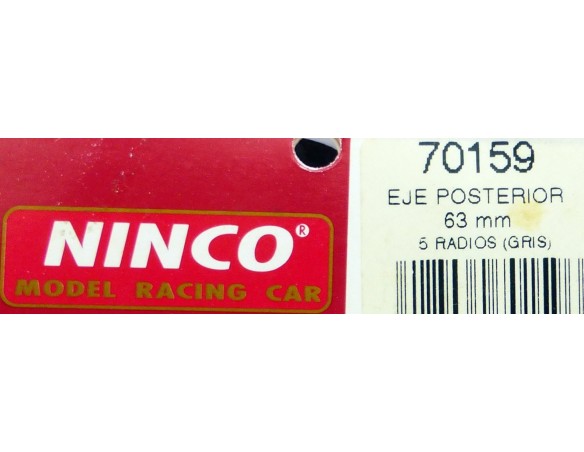 NINCO®
MODEL RACING CAR
70159
EJE POSTERIOR
63 mm
5 RADIOS (GRIS)